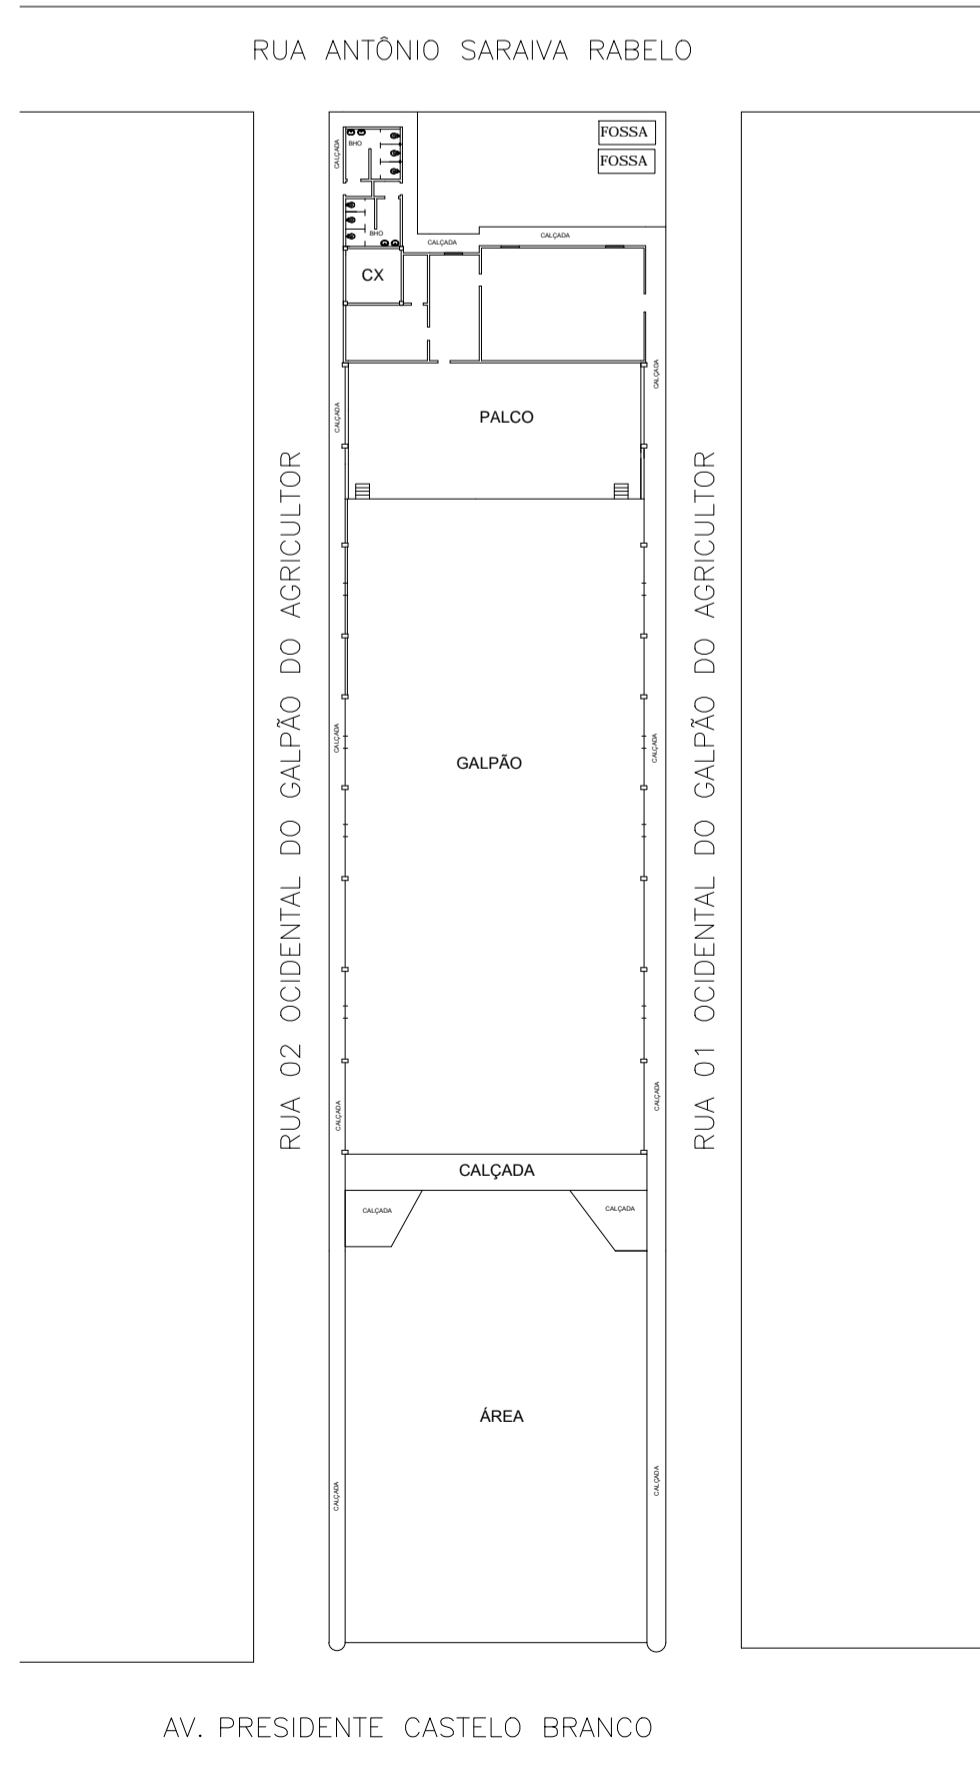 RUA ANTÔNIO SARAIVA RABELO
FOSSA
FOSSA
CALÇADA
BHO
BHO
CALÇADA
CALÇADA
CX
CALÇADA
CALÇADA
PALCO
RUA 02 OCIDENTAL DO GALPÃO DO AGRICULTOR
RUA 01 OCIDENTAL DO GALPÃO DO AGRICULTOR
CALÇADA
CALÇADA
GALPÃO
CALÇADA
CALÇADA
CALÇADA
CALÇADA
CALÇADA
ÁREA
CALÇADA
CALÇADA
AV. PRESIDENTE CASTELO BRANCO